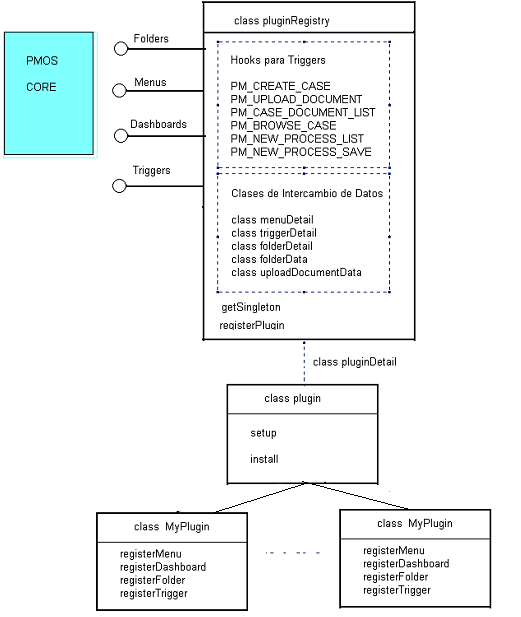 class pluginRegistry
PMOS
CORE
Folders
Menus
Dashboards
Triggers
Hooks para Triggers
PM_CREATE_CASE
PM_UPLOAD_DOCUMENT
PM_CASE_DOCUMENT_LIST
PM_BROWSE_CASE
PM_NEW_PROCESS_LIST
PM_NEW_PROCESS_SAVE
Clases de Intercambio de Datos
class menuDetail
class triggerDetail
class folderDetail
class folderData
class uploadDocumentData
getSingleton
registerPlugin
class pluginDetail
class plugin
setup
install
class MyPlugin
registerMenu
registerDashboard
registerFolder
registerTrigger
class MyPlugin
registerMenu
registerDashboard
registerFolder
registerTrigger